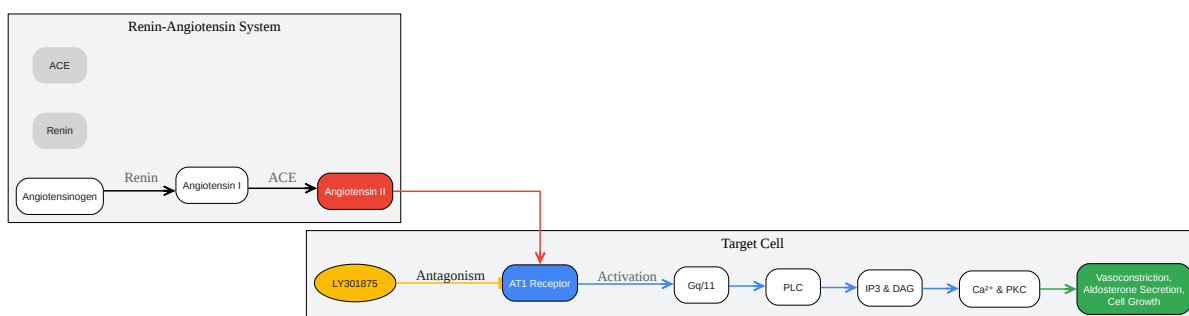 Renin-Angiotensin System
ACE
Renin
Angiotensinogen
Renin
Angiotensin I
ACE
Angiotensin II
Target Cell
LY301875
Antagonism
AT1 Receptor
Activation
Gq/11
PLC
IP3 & DAG
Ca²⁺ & PKC
Vasoconstriction,
Aldosterone Secretion,
Cell Growth